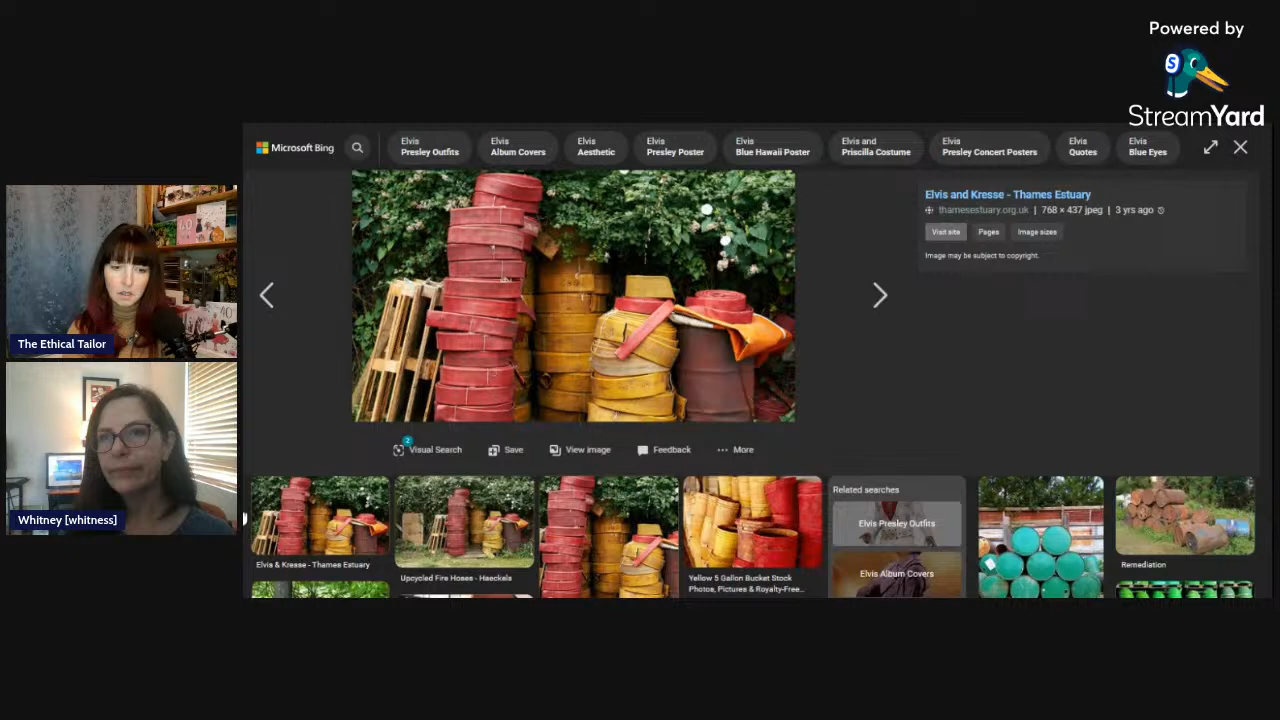 Powered by
StreamYard
Microsoft Bing
Elvis
Presley Outfits
Elvis
Album Covers
Elvis
Aesthetic
Elvis
Presley Poster
Elvis
Blue Hawaii Poster
Elvis and
Priscilla Costume
Elvis
Presley Concert Posters
Elvis
Quotes
Elvis
Blue Eyes
Elvis and Kresse - Thames Estuary
thamesestuary.org.uk | 768 × 437 jpeg | 3 yrs ago
Visit site
Pages
Image sizes
Image may be subject to copyright.
The Ethical Tailor
Whitney [whitness]
2
Visual Search
Save
View image
Feedback
More
Elvis & Kresse - Thames Estuary
Upcycled Fire Hoses - Haeckels
Yellow 5 Gallon Bucket Stock
Photos, Pictures & Royalty-Free...
Related searches
Elvis Presley Outfits
Elvis Album Covers
Remediation